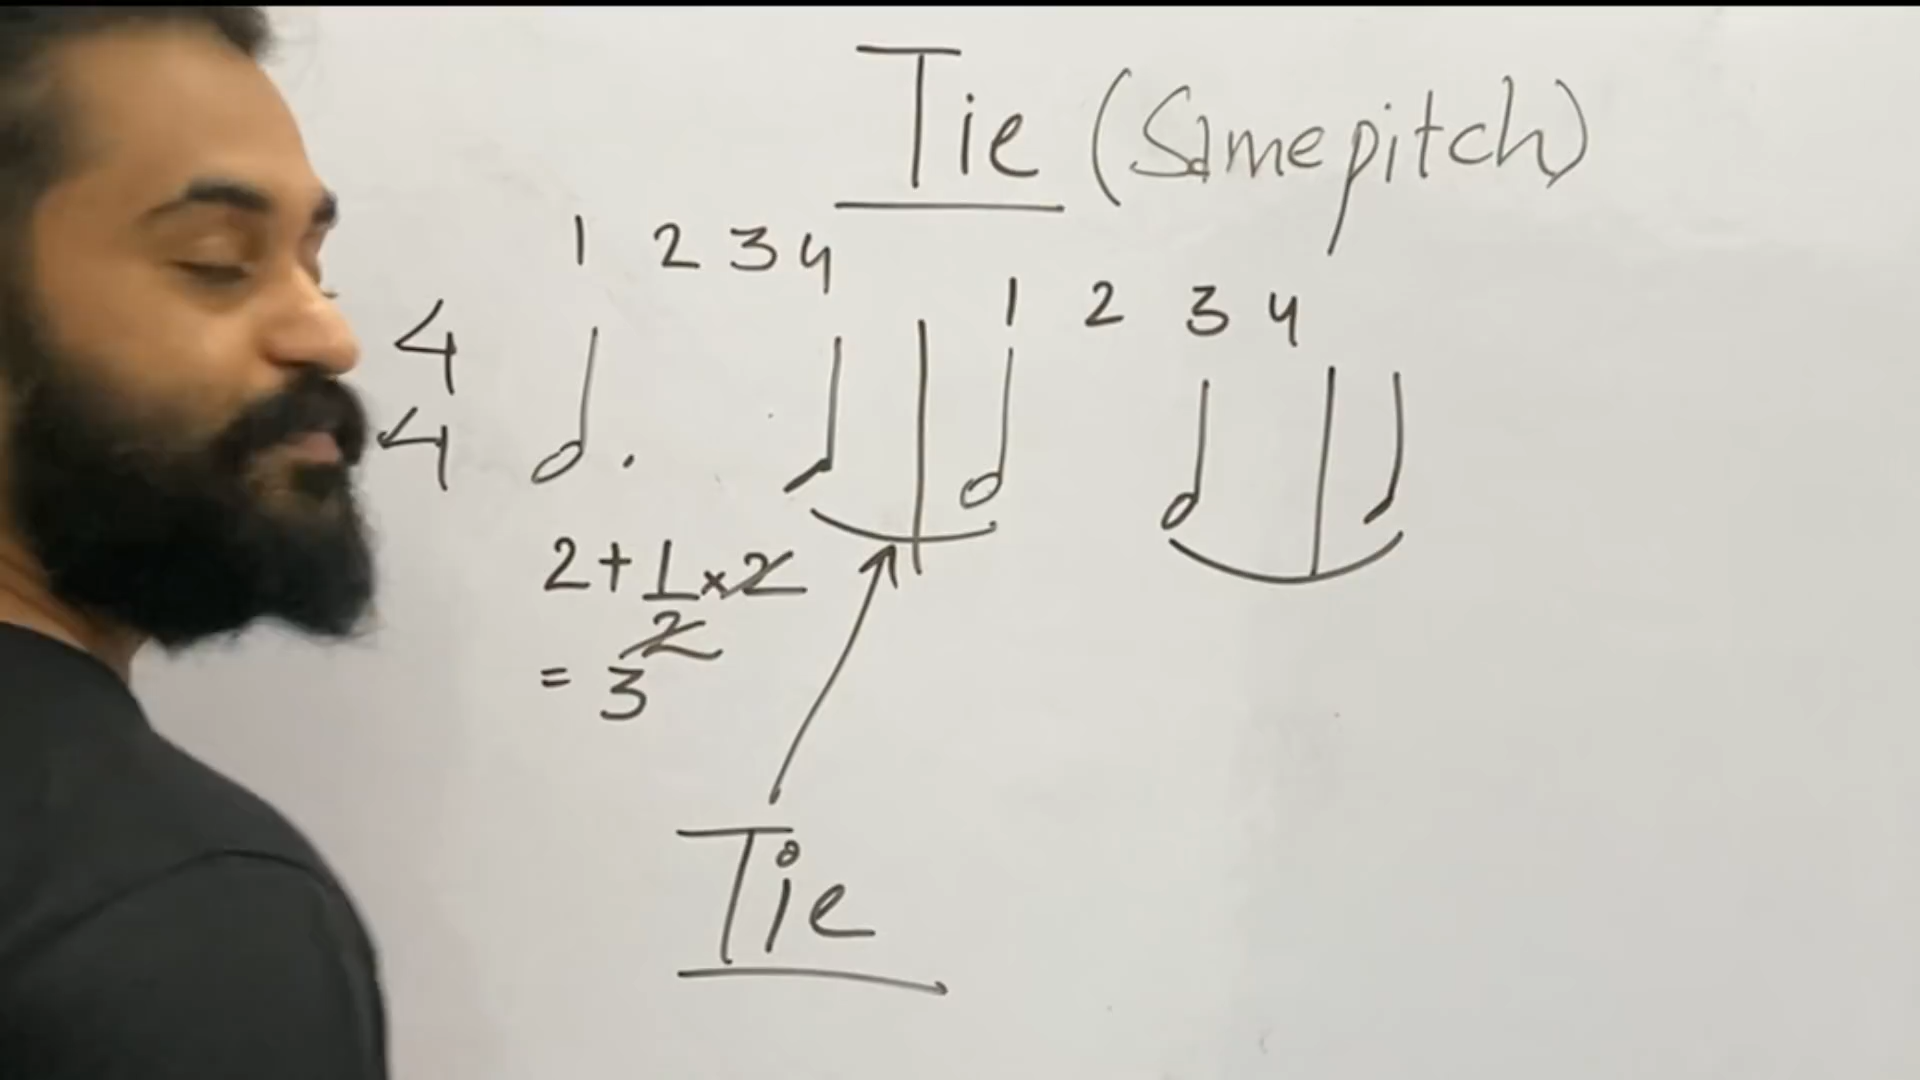 Tie (Same pitch)
1 2 3 4 1 2 3 4
4
4
2+1/2×2
= 3
Tie